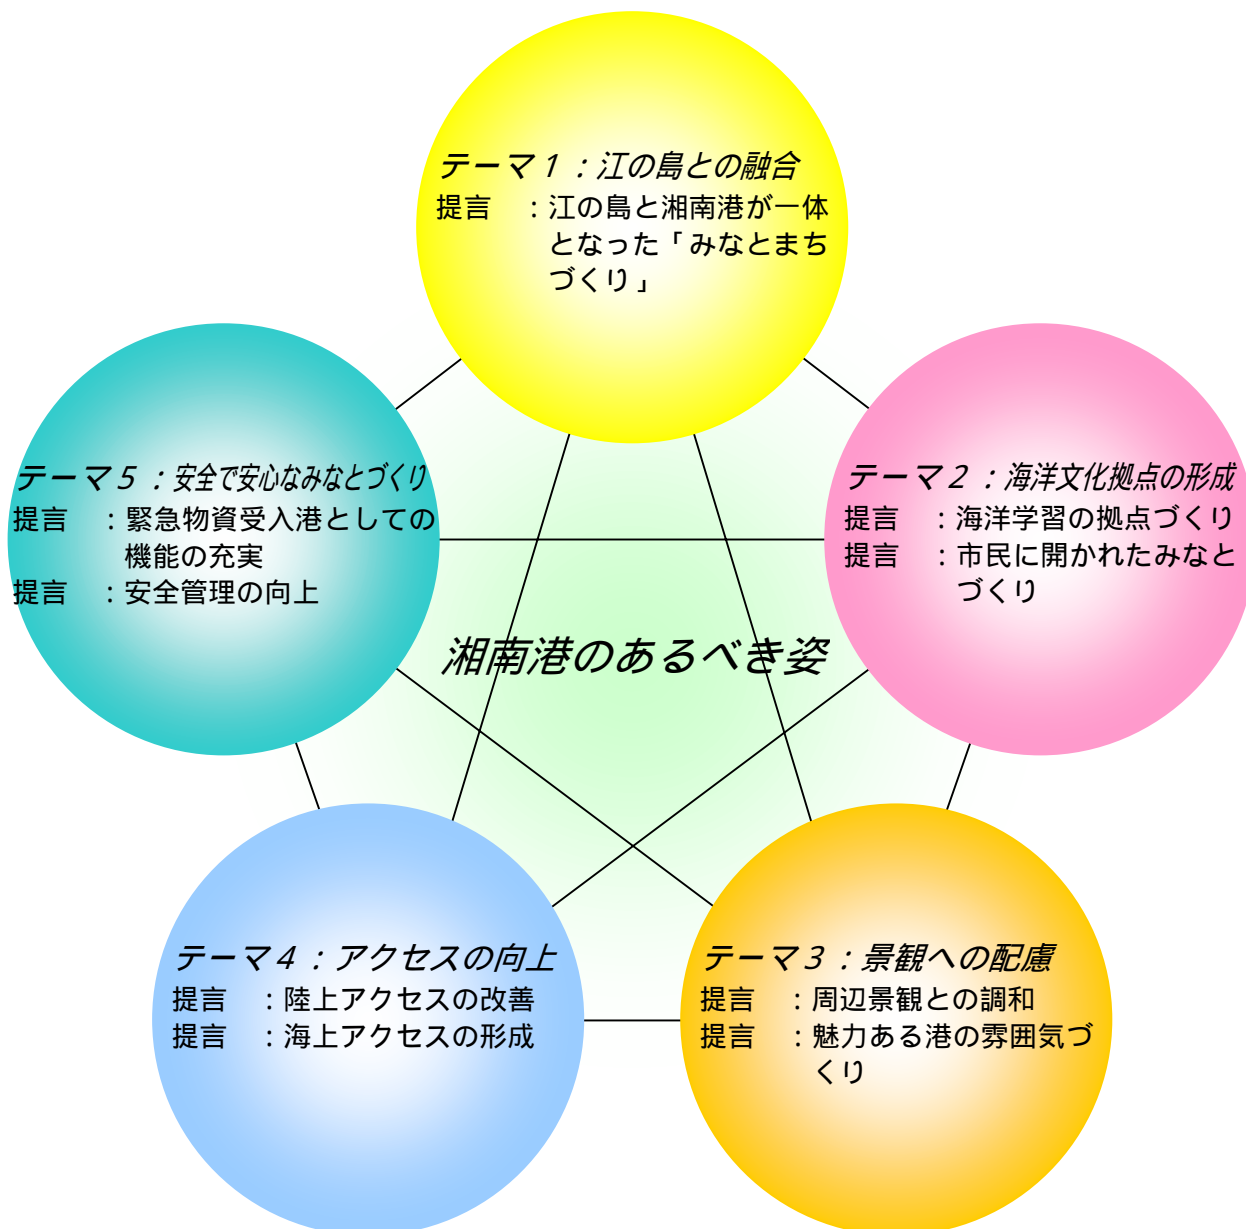 テーマ1：江の島との融合
提言　：江の島と湘南港が一体
となった「みなとまち
づくり」
テーマ2：海洋文化拠点の形成
提言　：海洋学習の拠点づくり
提言　：市民に開かれたみなと
づくり
テーマ5：安全で安心なみなとづくり
提言　：緊急物資受入港としての
機能の充実
提言　：安全管理の向上
湘南港のあるべき姿
テーマ4：アクセスの向上
提言　：陸上アクセスの改善
提言　：海上アクセスの形成
テーマ3：景観への配慮
提言　：周辺景観との調和
提言　：魅力ある港の雰囲気づ
くり